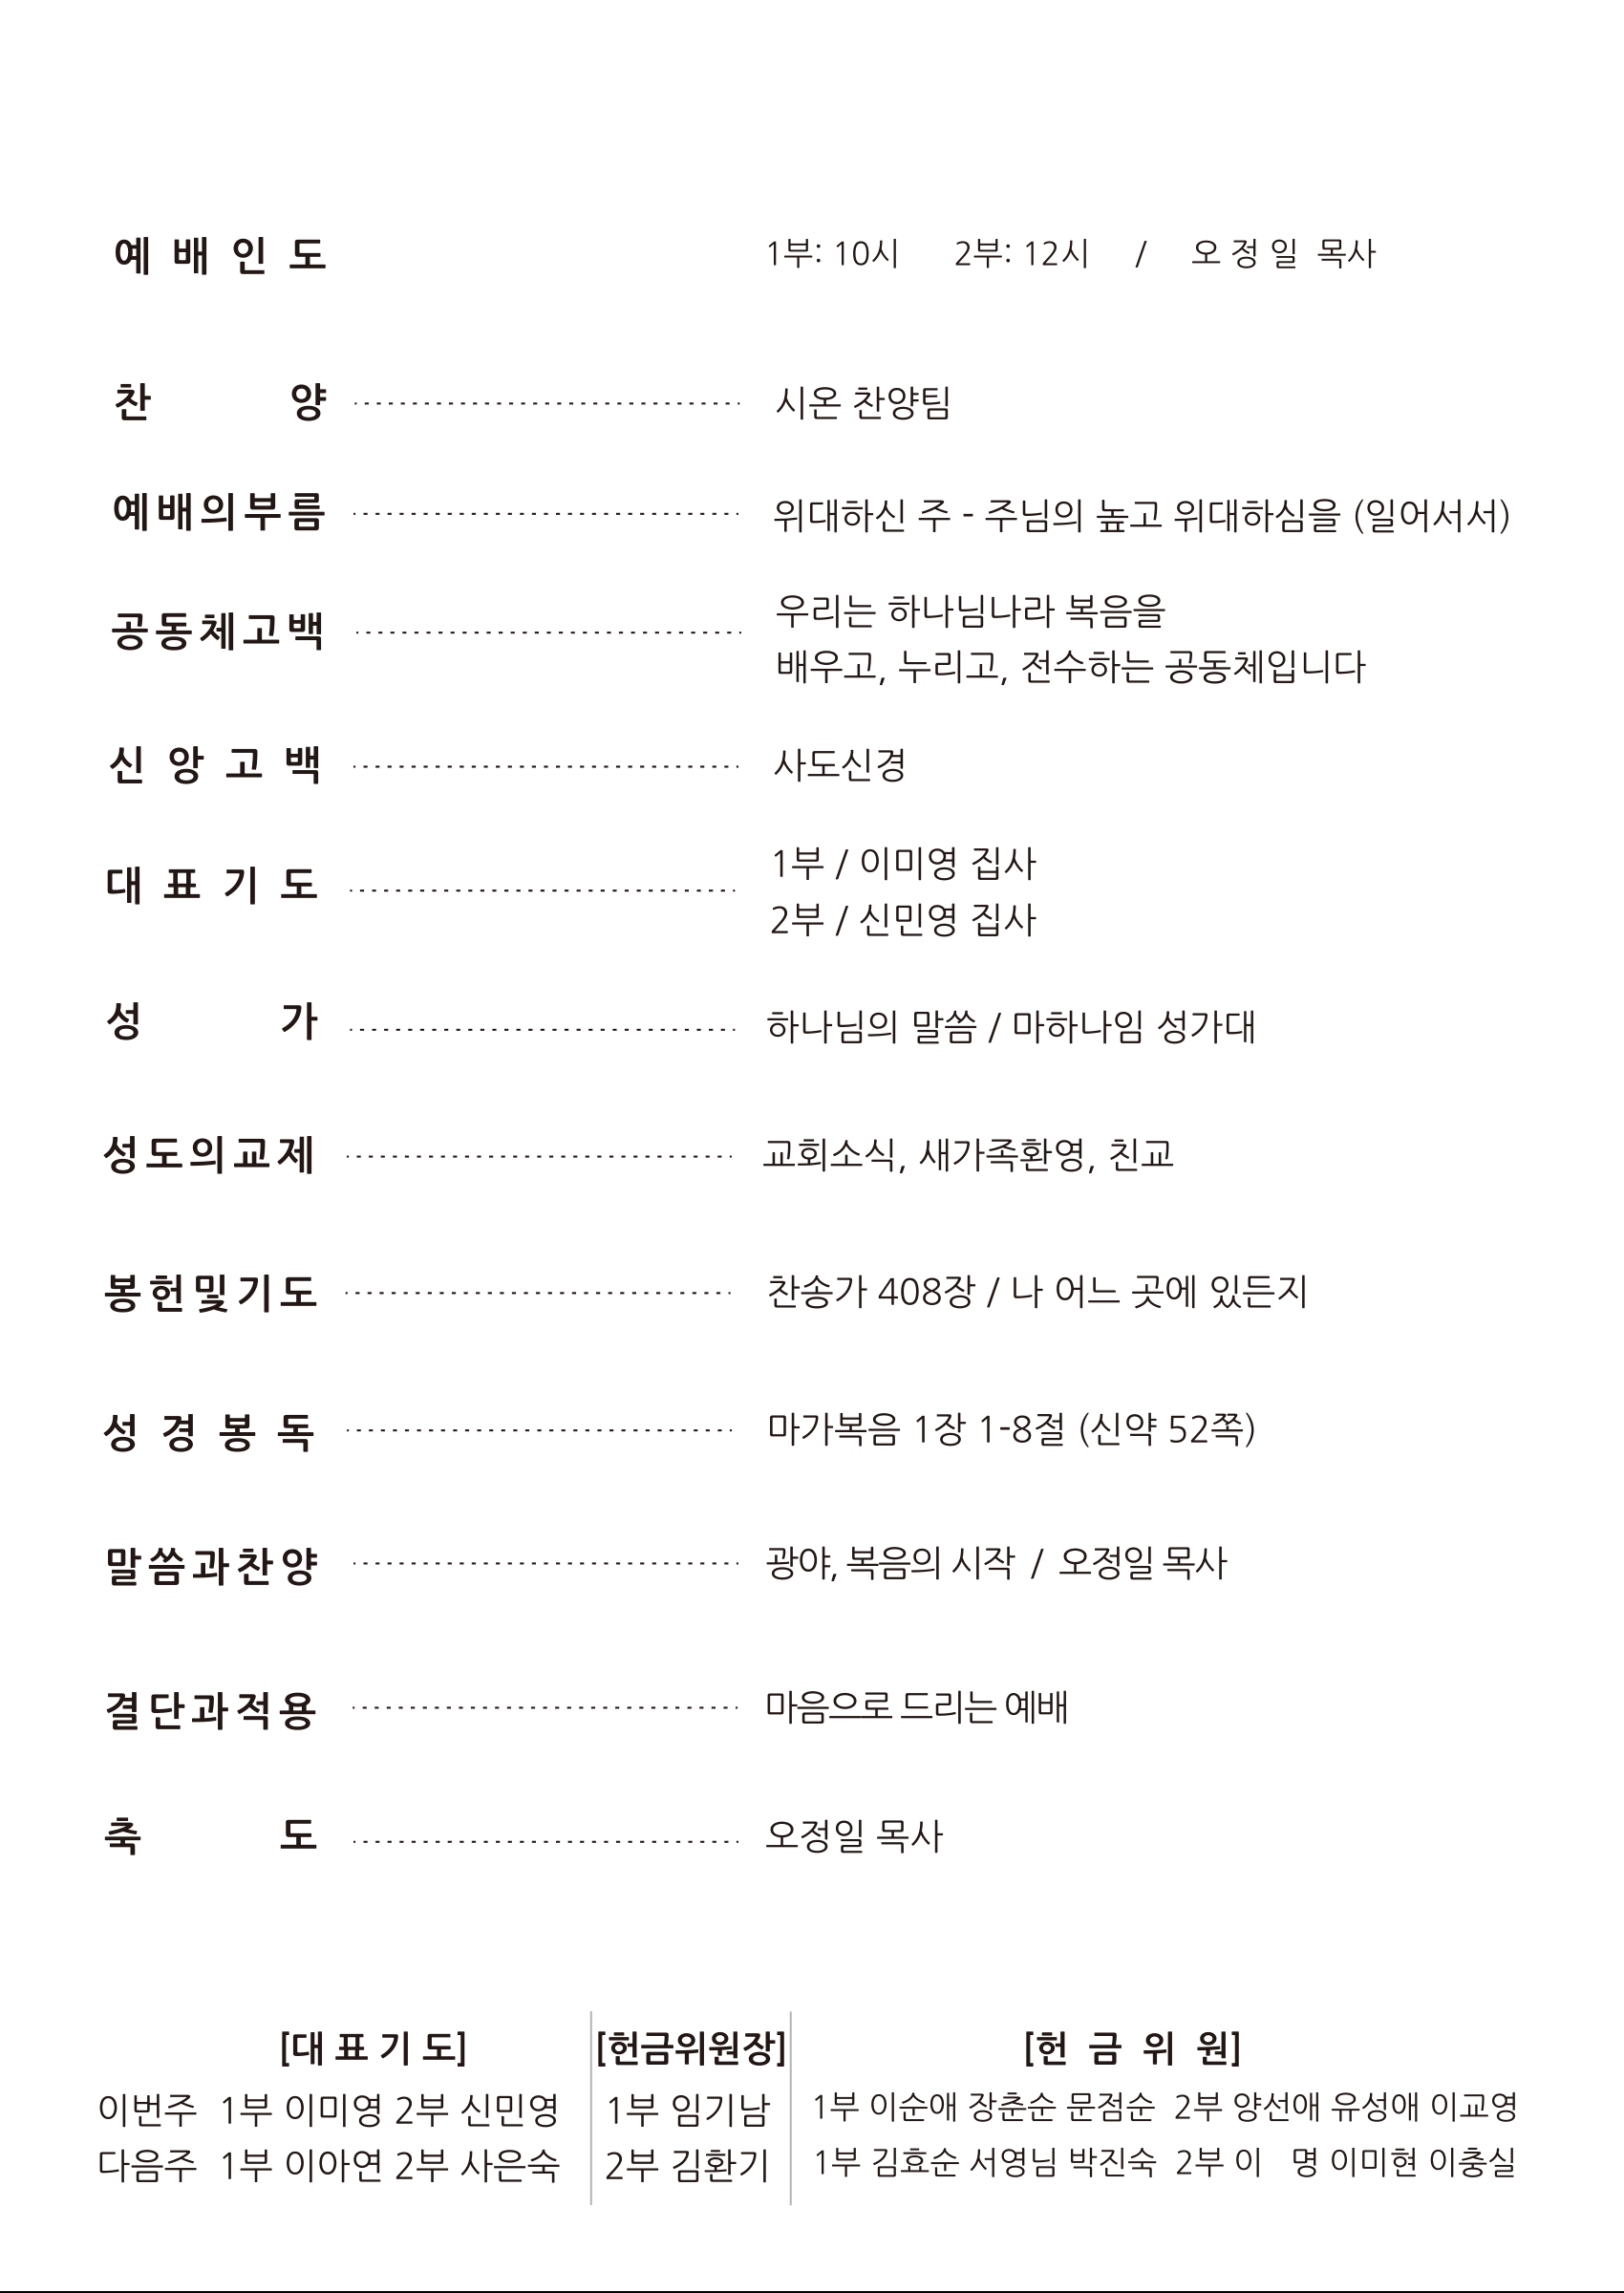 예 배 인 도 1부: 10시 2부: 12시 / 오 정 일 목사
찬 양 시온 찬양팀
예배의부름 위대하신 주 - 주님의 높고 위대하심을 (일어서서)
공동체고백 우리는 하나님나라 복음을
배우고, 누리고, 전수하는 공동체입니다
신 앙 고 백 사도신경
대 표 기 도 1부 / 이미영 집사
2부 / 신민영 집사
성 가 하나님의 말씀 / 마하나임 성가대
성도의교제 교회소식, 새가족환영, 친교
봉헌및기도 찬송가 408장 / 나 어느 곳에 있든지
성 경 봉 독 마가복음 1장 1-8절 (신약 52쪽)
말씀과찬양 광야, 복음의 시작 / 오정일 목사
결단과적용 마음으로 드리는 예배
축 도 오정일 목사
[대 표 기 도] [헌금위원장] [헌 금 위 원]
이번주 1부 이미영 2부 신민영 1부 임기남 1부 이순애 장춘순 문점순 2부 양선애 유성애 이교영
다음주 1부 이아연 2부 사은숙 2부 김환기 1부 김효순 서영님 박진숙 2부 이 명 이미현 이충실